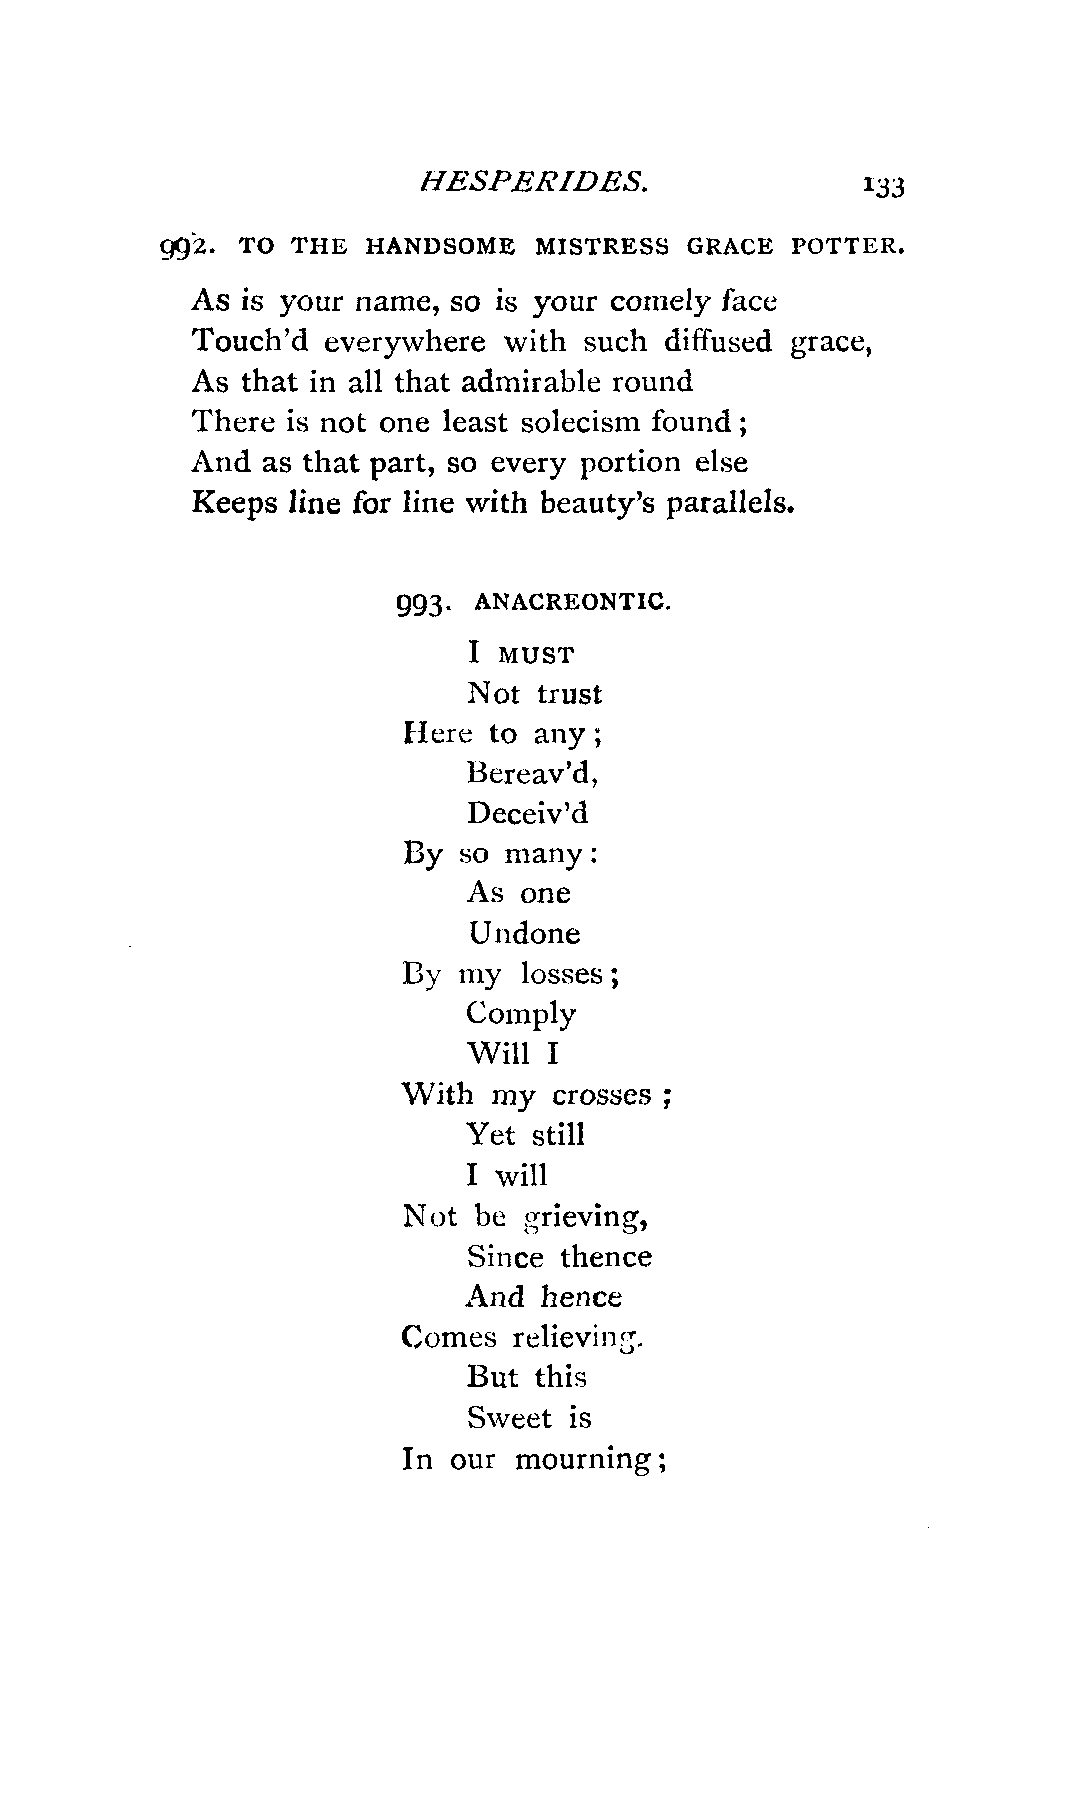 HESPERIDES. 133
992. TO THE HANDSOME MISTRESS GRACE POTTER.
As is your name, so is your comely face
Touch'd everywhere with such diffused grace,
As that in all that admirable round
There is not one least solecism found;
And as that part, so every portion else
Keeps line for line with beauty's parallels.
993. ANACREONTIC.
I MUST
Not trust
Here to any;
Bereav'd,
Deceiv'd
By so many:
As one
Undone
By my losses;
Comply
Will I
With my crosses;
Yet still
I will
Not be grieving,
Since thence
And hence
Comes relieving.
But this
Sweet is
In our mourning;